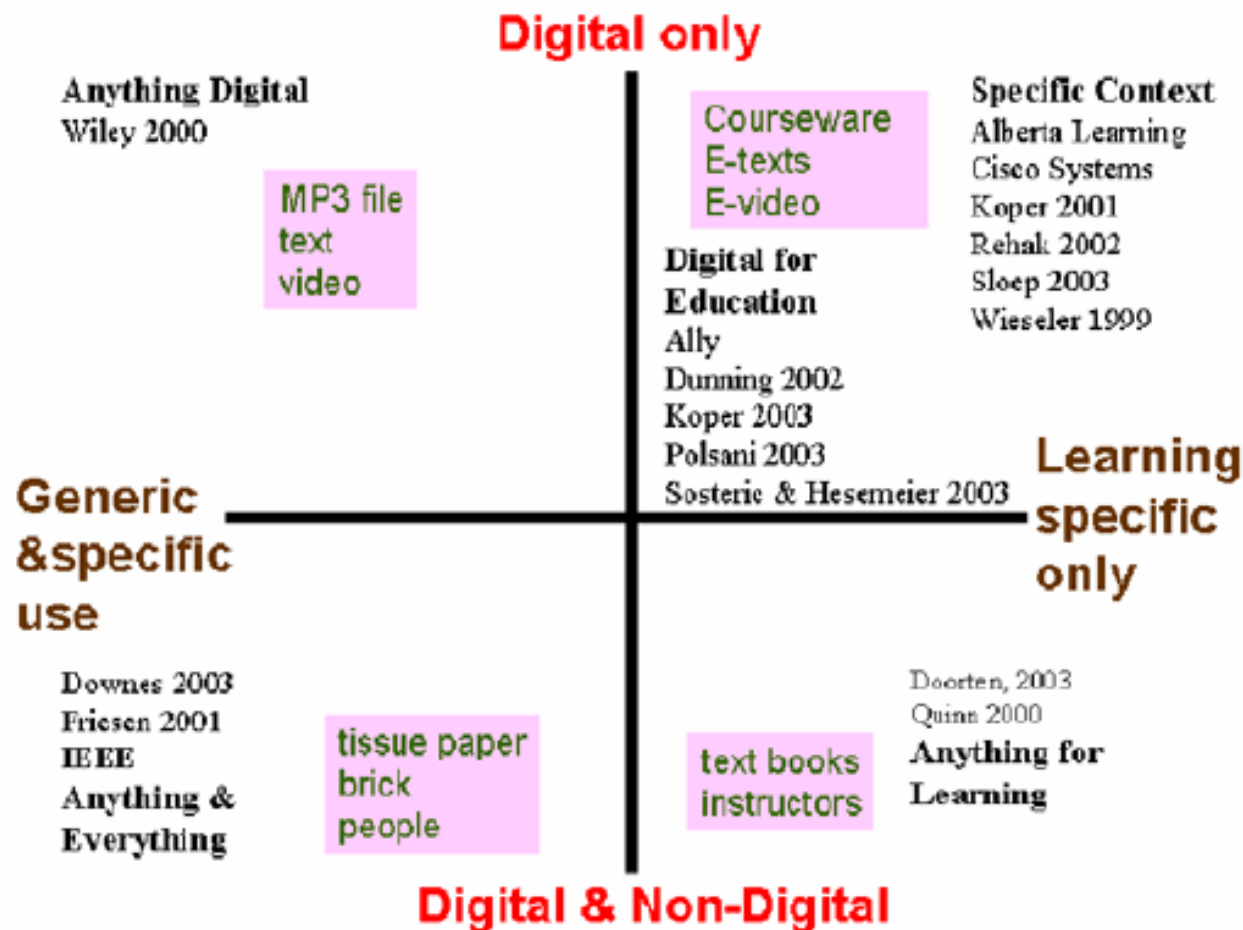 Digital only
Anything Digital
Wiley 2000
MP3 file
text
video
Courseware
E-texts
E-video
Specific Context
Alberta Learning
Cisco Systems
Koper 2001
Rehak 2002
Sloep 2003
Wieseler 1999
Digital for
Education
Ally
Dunning 2002
Koper 2003
Polsani 2003
Sosteric & Hesemeier 2003
Generic
&specific
use
Learning
specific
only
Downes 2003
Friesen 2001
IEEE
Anything &
Everything
tissue paper
brick
people
text books
instructors
Doorten, 2003
Quinn 2000
Anything for
Learning
Digital & Non-Digital